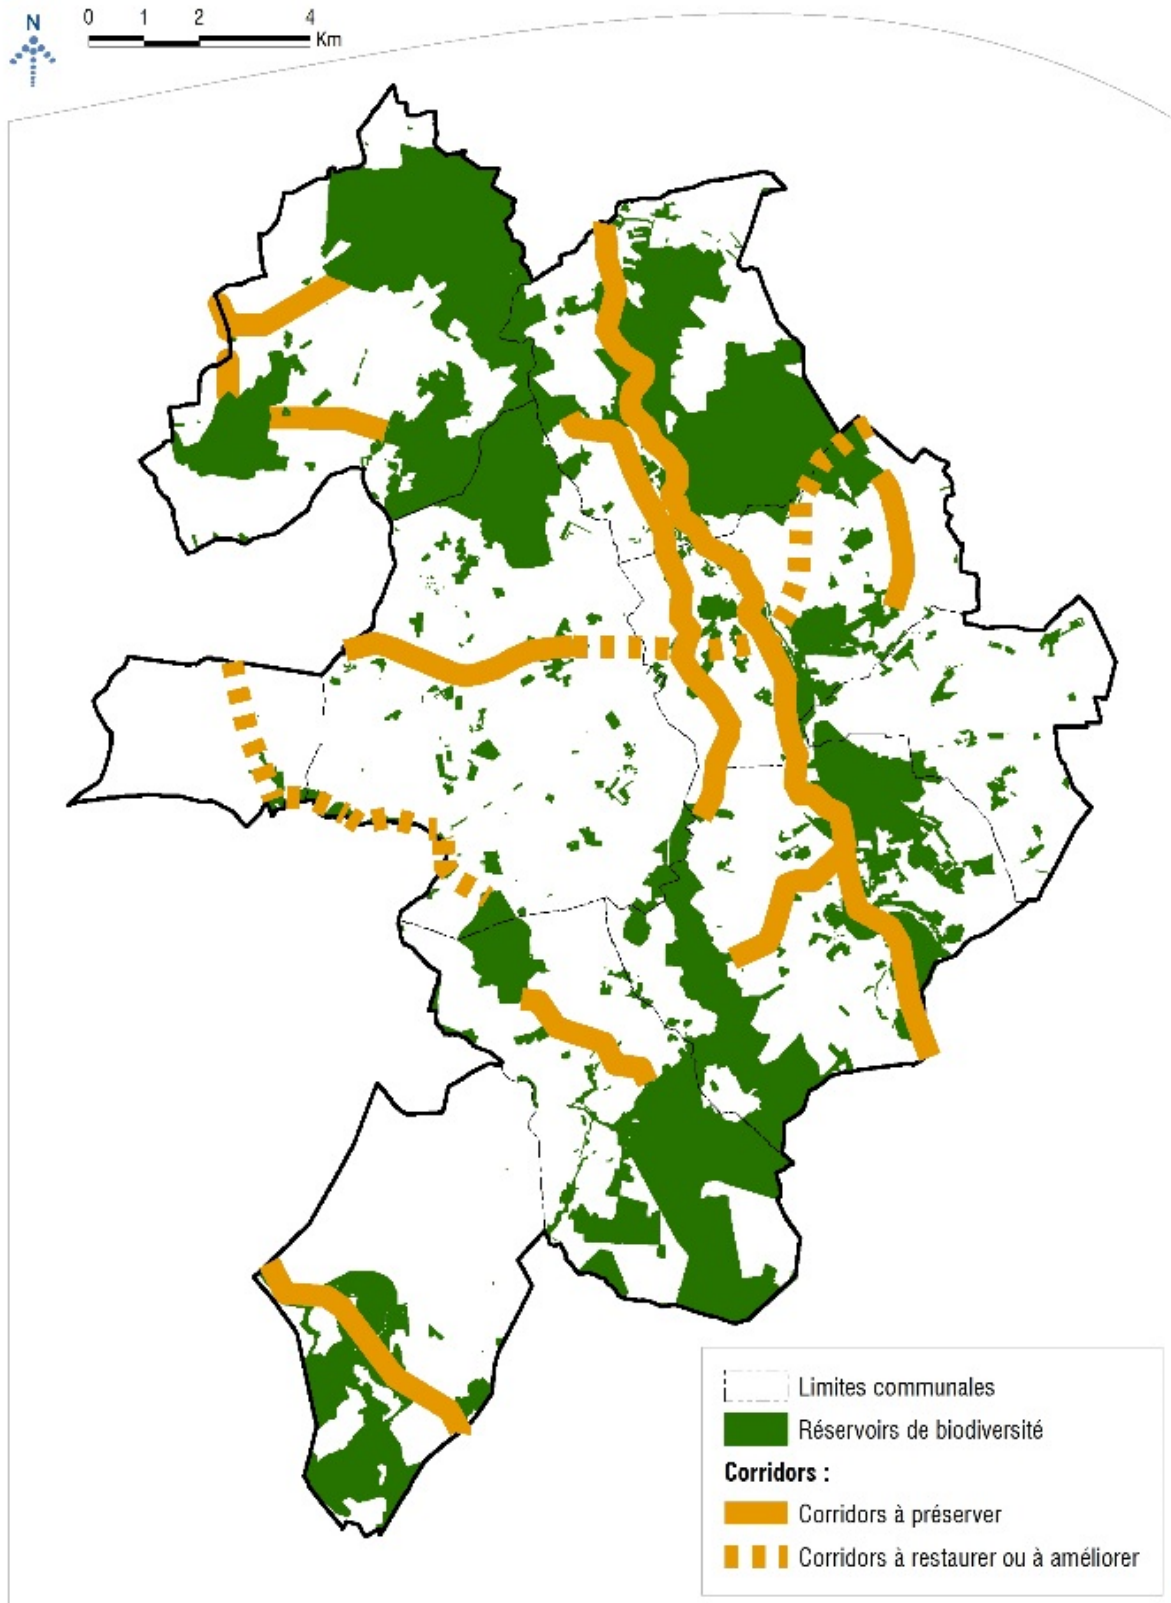 N
0 1 2 4
Km
Limites communales
Réservoirs de biodiversité
Corridors :
Corridors à préserver
Corridors à restaurer ou à améliorer